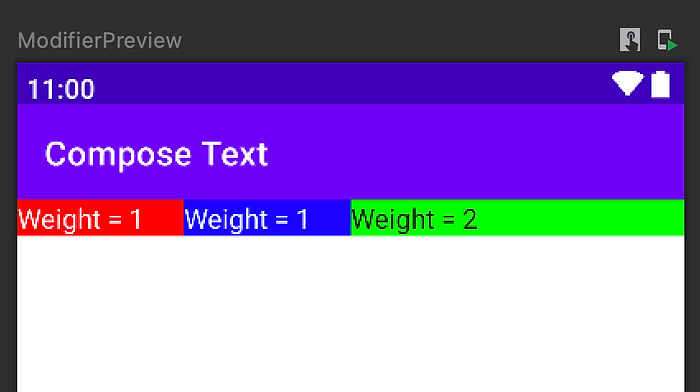 ModifierPreview
11:00
Compose Text
Weight = 1 Weight = 1 Weight = 2